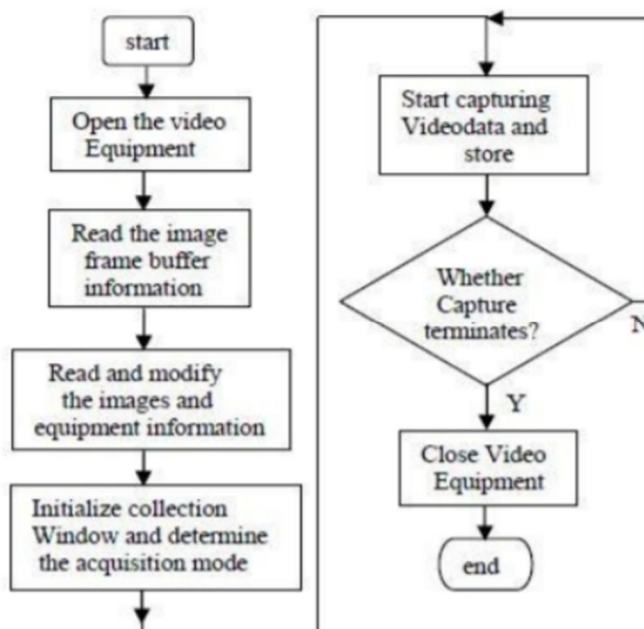 start
Open the video
Equipment
Read the image
frame buffer
information
Read and modify
the images and
equipment information
Initialize collection
Window and determine
the acquisition mode
Start capturing
Videodata and
store
Whether
Capture
terminates?
N
Y
Close Video
Equipment
end